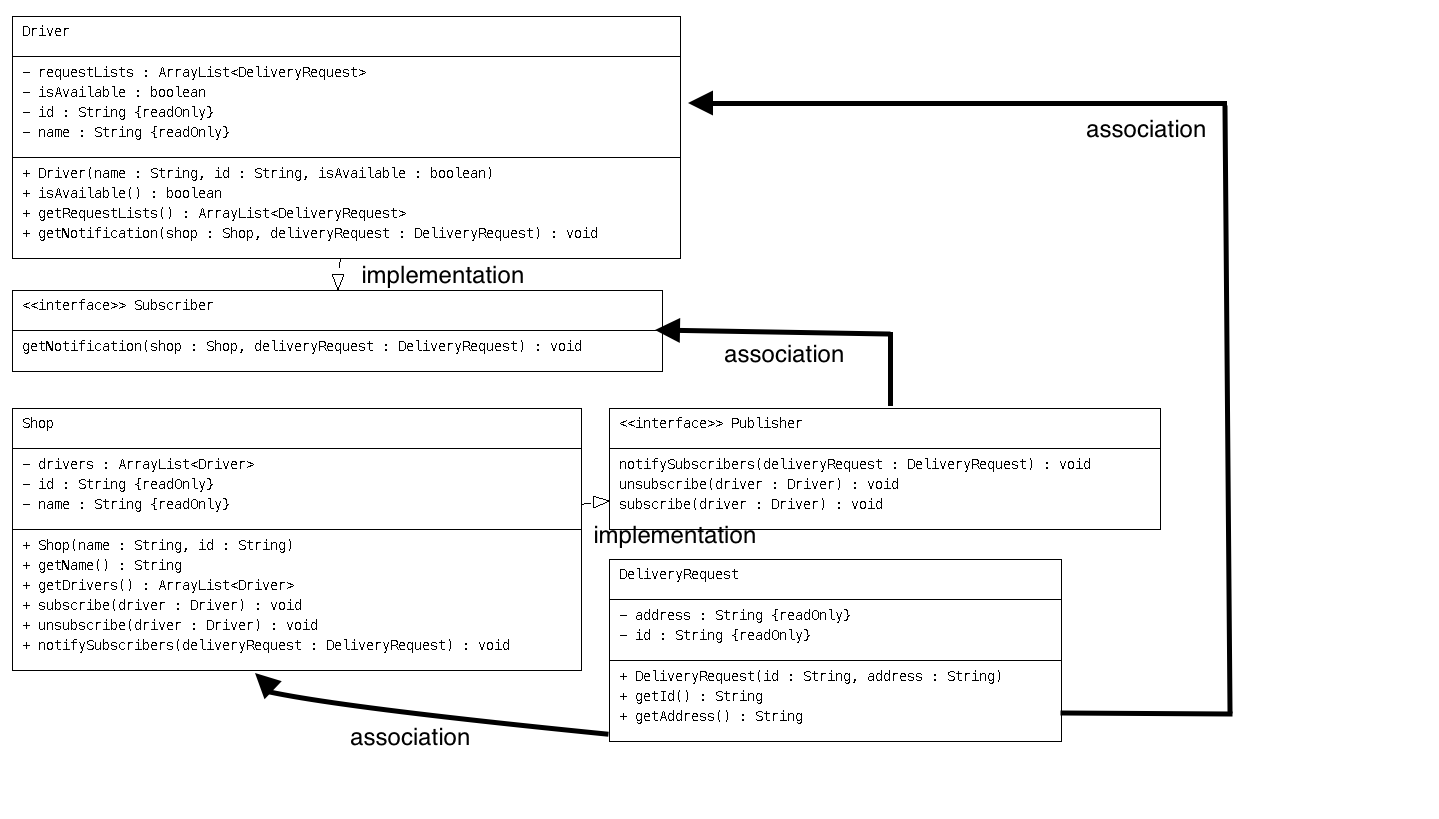 Driver
– requestLists : ArrayList<DeliveryRequest>
– isAvailable : boolean
– id : String {readOnly}
– name : String {readOnly}
+ Driver(name : String, id : String, isAvailable : boolean)
+ isAvailable() : boolean
+ getRequestLists() : ArrayList<DeliveryRequest>
+ getNotification(shop : Shop, deliveryRequest : DeliveryRequest) : void
association
implementation
<<interface>> Subscriber
getNotification(shop : Shop, deliveryRequest : DeliveryRequest) : void
association
Shop
– drivers : ArrayList<Driver>
– id : String {readOnly}
– name : String {readOnly}
+ Shop(name : String, id : String)
+ getName() : String
+ getDrivers() : ArrayList<Driver>
+ subscribe(driver : Driver) : void
+ unsubscribe(driver : Driver) : void
+ notifySubscribers(deliveryRequest : DeliveryRequest) : void
<<interface>> Publisher
notifySubscribers(deliveryRequest : DeliveryRequest) : void
unsubscribe(driver : Driver) : void
subscribe(driver : Driver) : void
implementation
DeliveryRequest
– address : String {readOnly}
– id : String {readOnly}
+ DeliveryRequest(id : String, address : String)
+ getId() : String
+ getAddress() : String
association